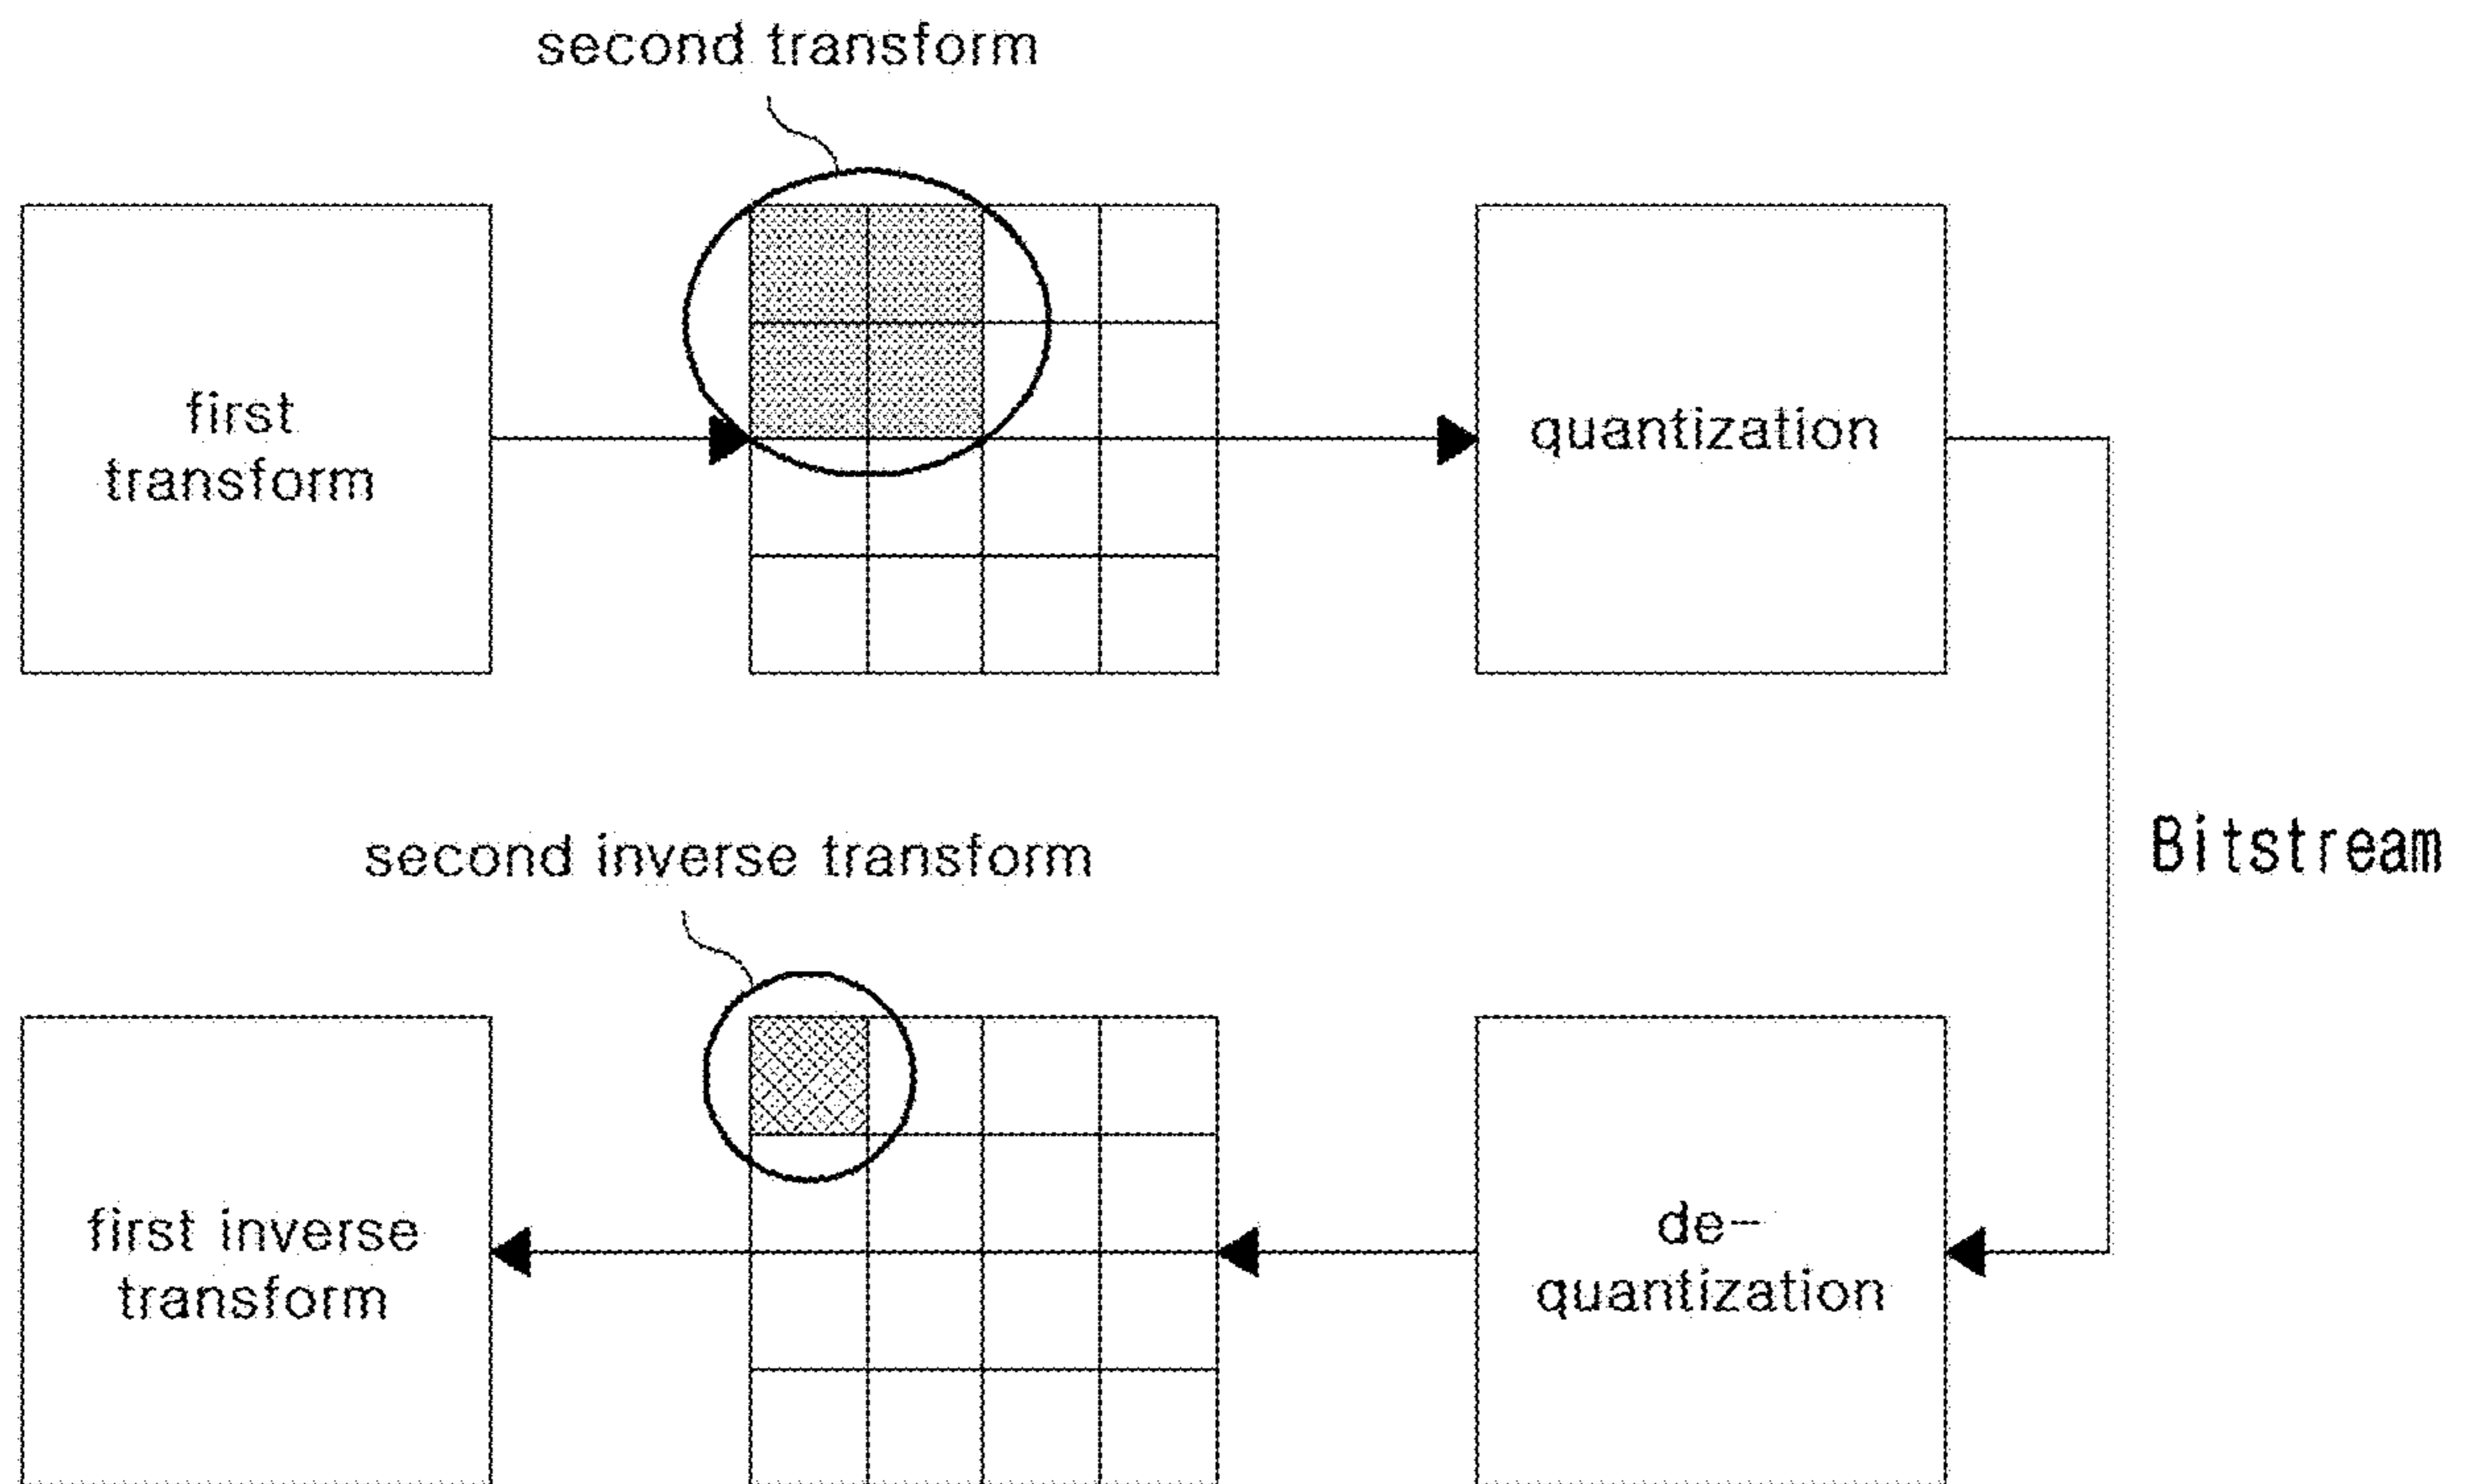 second transform
first
transform
quantization
Bitstream
second inverse transform
first inverse
transform
de-
quantization